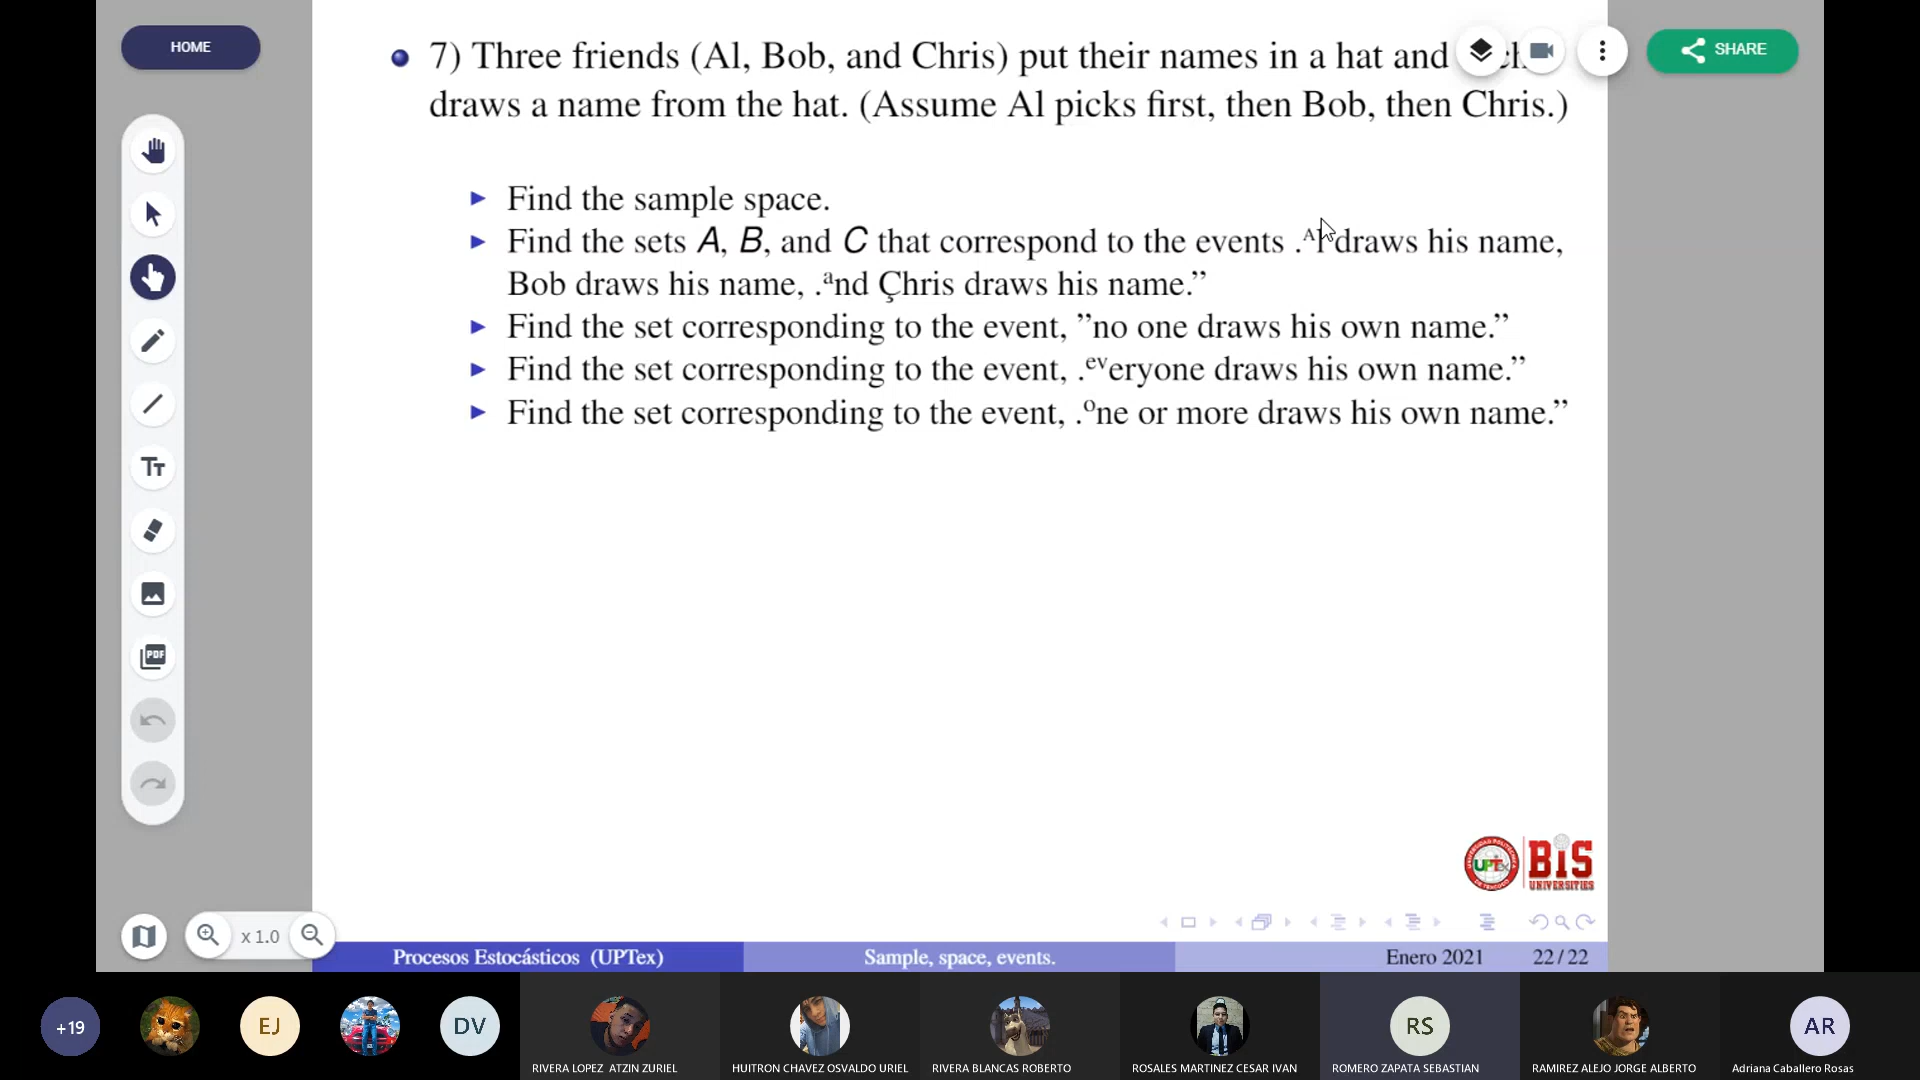 HOME
SHARE
7) Three friends (Al, Bob, and Chris) put their names in a hat and
draws a name from the hat. (Assume Al picks first, then Bob, then Chris.)
Find the sample space.
Find the sets A, B, and C that correspond to the events .ᴬl draws his name,
Bob draws his name, .ᵃnd Çhris draws his name.”
Find the set corresponding to the event, ”no one draws his own name.”
Find the set corresponding to the event, .ᵉᵛeryone draws his own name.”
Find the set corresponding to the event, .ᵒne or more draws his own name.”
TT
PDF
UPTex
BiS
UNIVERSITIES
x 1.0
Procesos Estocásticos (UPTex)
Sample, space, events.
Enero 2021
22 / 22
+19
EJ
DV
RS
AR
RIVERA LOPEZ ATZIN ZURIEL
HUITRON CHAVEZ OSVALDO URIEL
RIVERA BLANCAS ROBERTO
ROSALES MARTINEZ CESAR IVAN
ROMERO ZAPATA SEBASTIAN
RAMIREZ ALEJO JORGE ALBERTO
Adriana Caballero Rosas